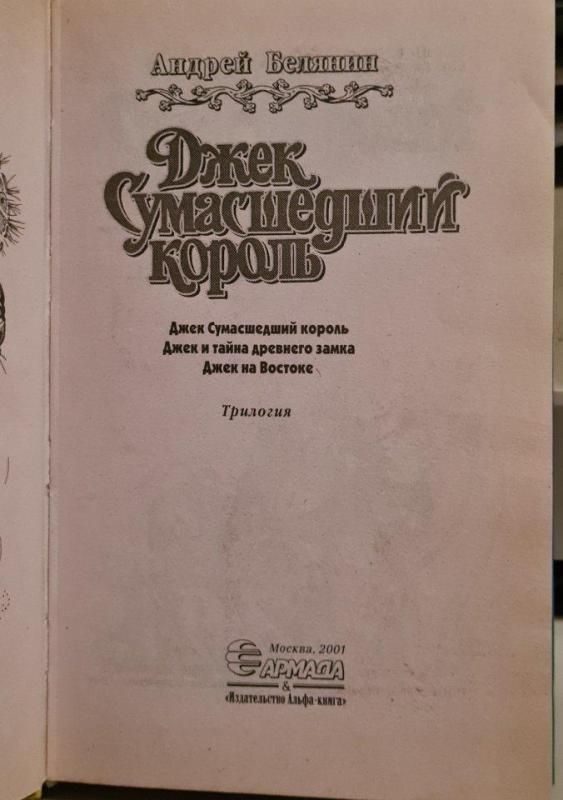 Андрей Белянин
Джек
Сумасшедший
король
Джек Сумасшедший король
Джек и тайна древнего замка
Джек на Востоке
Трилогия
Москва, 2001
АРМАДА
&
«Издательство Альфа-книга»